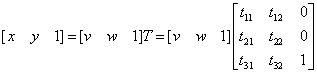 [x y 1] = [v w 1]T = [v w 1] [t11 t12 0
t21 t22 0
t31 t32 1]